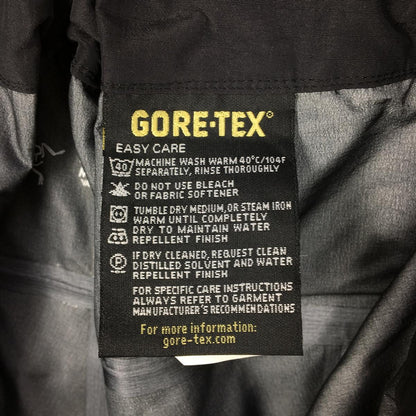 GORE-TEX®
EASY CARE
40 MACHINE WASH WARM 40°C/104F
SEPARATELY, RINSE THOROUGHLY
DO NOT USE BLEACH
OR FABRIC SOFTENER
TUMBLE DRY MEDIUM, OR STEAM IRON
WARM UNTIL COMPLETELY
DRY TO MAINTAIN WATER
REPELLENT FINISH
P IF DRY CLEANED, REQUEST CLEAN
DISTILLED SOLVENT AND WATER
REPELLENT FINISH
FOR SPECIFIC CARE INSTRUCTIONS
ALWAYS REFER TO GARMENT
MANUFACTURER'S RECOMMENDATIONS
For more information:
gore-tex.com